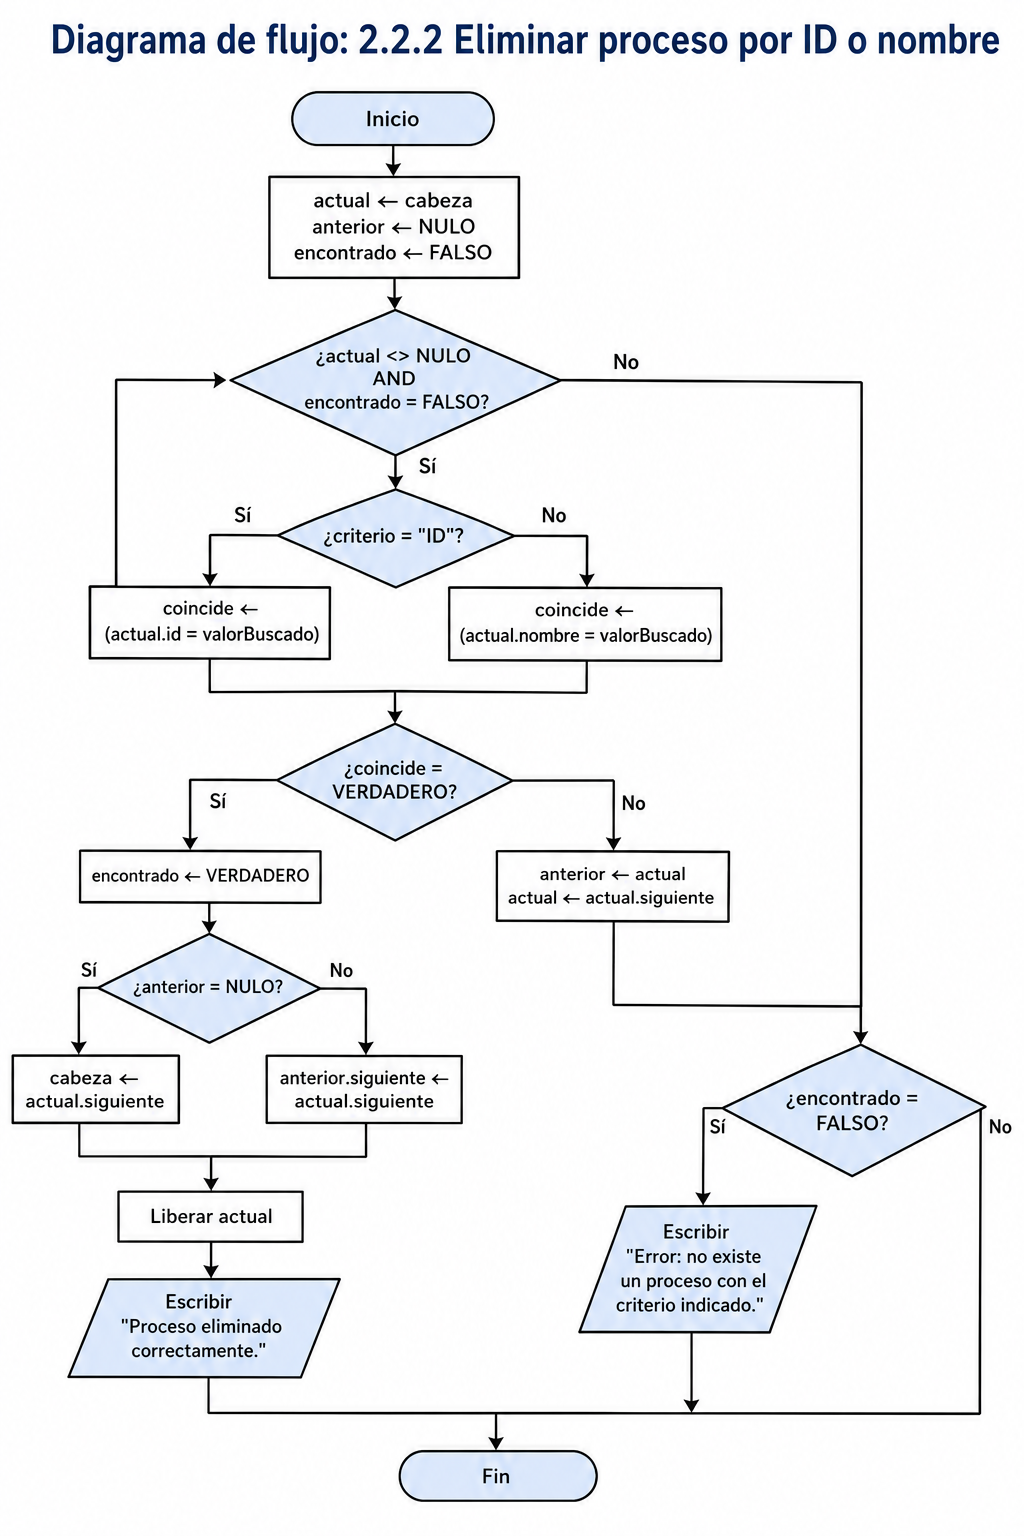 Diagrama de flujo: 2.2.2 Eliminar proceso por ID o nombre
Inicio
actual ← cabeza
anterior ← NULO
encontrado ← FALSO
¿actual <> NULO
AND
encontrado = FALSO?
No
Sí
¿criterio = "ID"?
Sí
No
coincide ←
(actual.id = valorBuscado)
coincide ←
(actual.nombre = valorBuscado)
¿coincide =
VERDADERO?
Sí
No
encontrado ← VERDADERO
anterior ← actual
actual ← actual.siguiente
¿anterior = NULO?
Sí
No
cabeza ←
actual.siguiente
anterior.siguiente ←
actual.siguiente
¿encontrado =
FALSO?
Sí
No
Liberar actual
Escribir
"Error: no existe
un proceso con el
criterio indicado."
Escribir
"Proceso eliminado
correctamente."
Fin